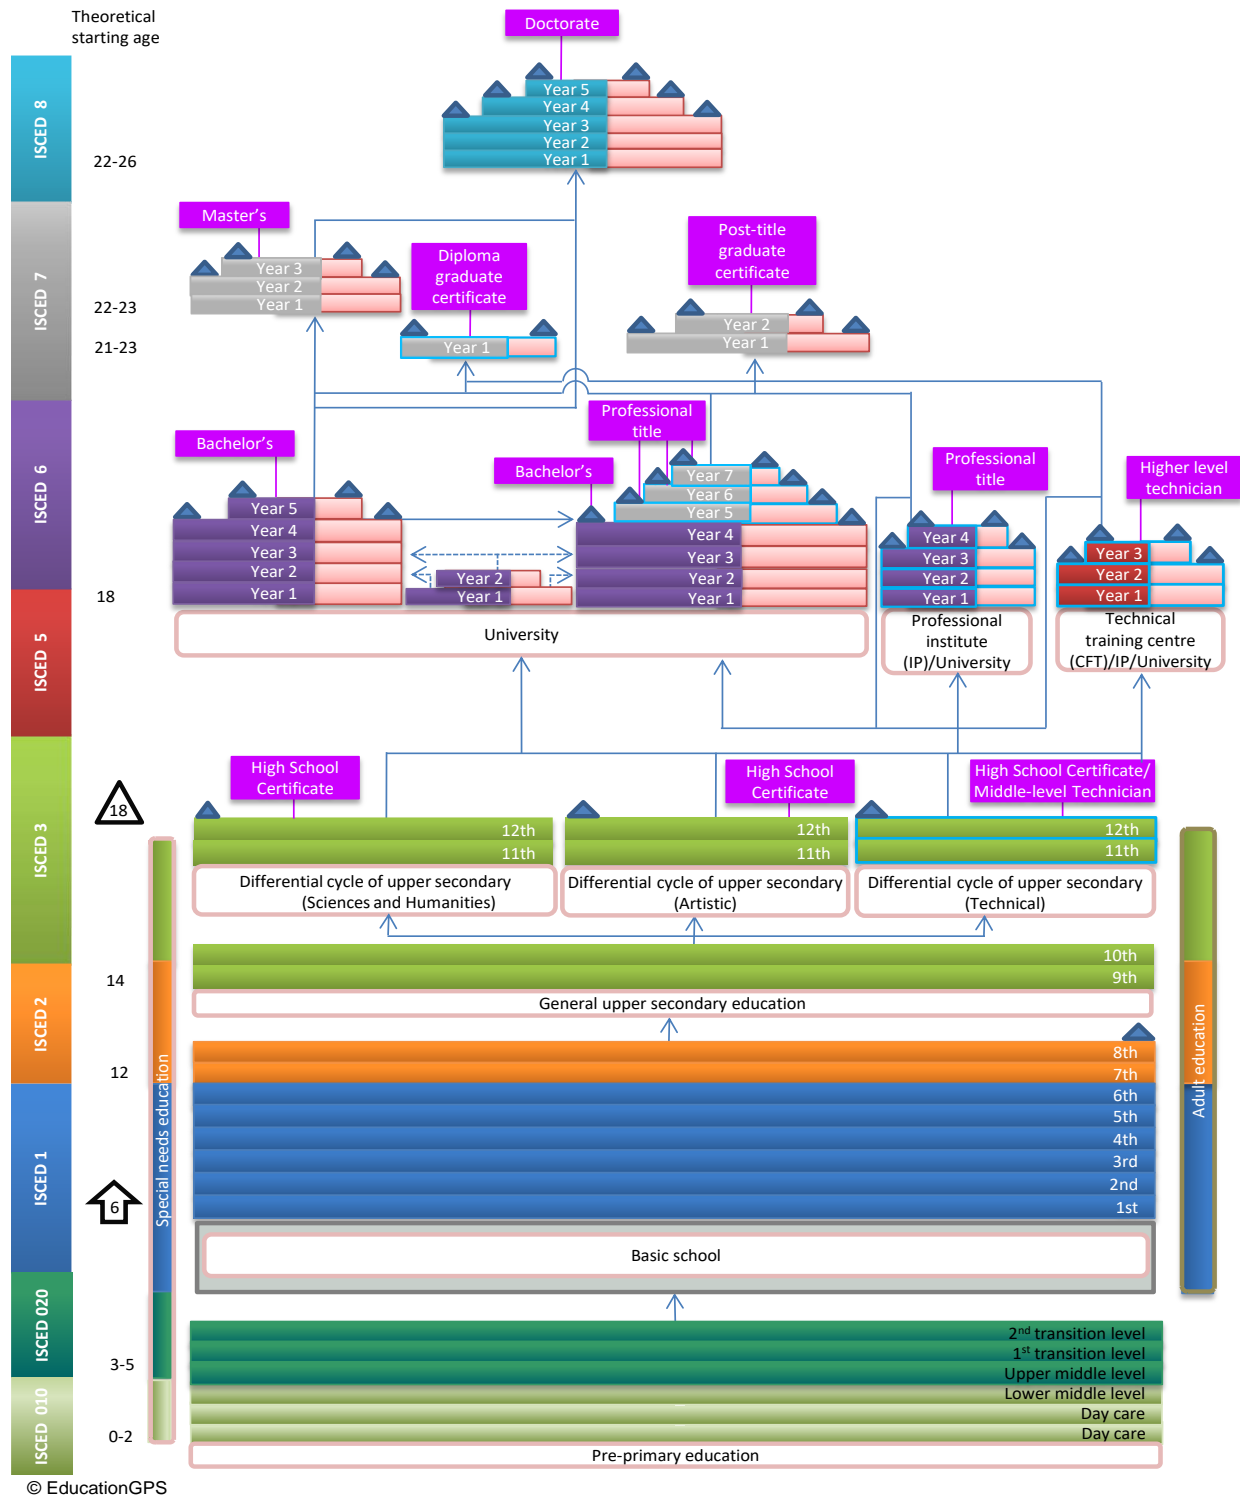 Theoretical
starting age
Doctorate
ISCED 8
Year 5
Year 4
Year 3
Year 2
Year 1
22-26
ISCED 7
Master's
Diploma
graduate
certificate
Post-title
graduate
certificate
Year 3
Year 2
Year 1
22-23
Year 2
Year 1
Year 1
21-23
ISCED 6
Bachelor's
Bachelor's
Professional
title
Professional
title
Higher level
technician
Year 5
Year 4
Year 3
Year 2
Year 1
Year 2
Year 1
Year 7
Year 6
Year 5
Year 4
Year 3
Year 2
Year 1
Year 4
Year 3
Year 2
Year 1
Year 3
Year 2
Year 1
18
ISCED 5
University
Professional
institute
(IP)/University
Technical
training centre
(CFT)/IP/University
ISCED 3
High School
Certificate
High School
Certificate
High School Certificate/
Middle-level Technician
18
12th
11th
12th
11th
12th
11th
Differential cycle of upper secondary
(Sciences and Humanities)
Differential cycle of upper secondary
(Artistic)
Differential cycle of upper secondary
(Technical)
10th
9th
14
General upper secondary education
ISCED 2
8th
7th
12
ISCED 1
6th
5th
4th
3rd
2nd
1st
6
Special needs education
Adult education
Basic school
ISCED 020
2nd transition level
1st transition level
Upper middle level
3-5
ISCED 010
Lower middle level
Day care
Day care
0-2
Pre-primary education
© EducationGPS